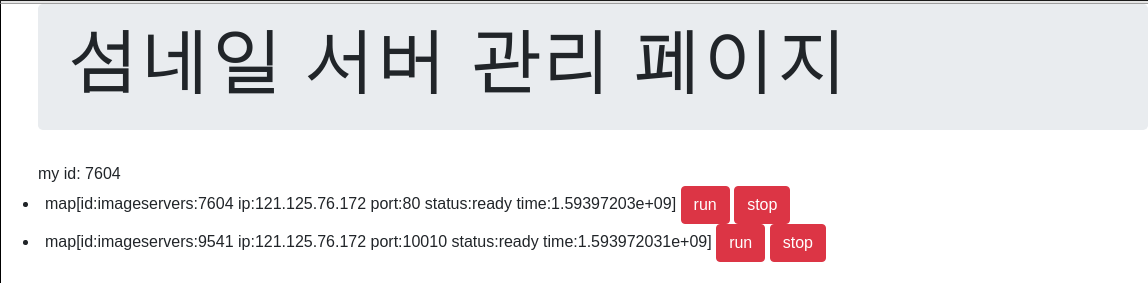 섬네일 서버 관리 페이지
my id: 7604
map[id:imageservers:7604 ip:121.125.76.172 port:80 status:ready time:1.59397203e+09] run stop
map[id:imageservers:9541 ip:121.125.76.172 port:10010 status:ready time:1.593972031e+09] run stop